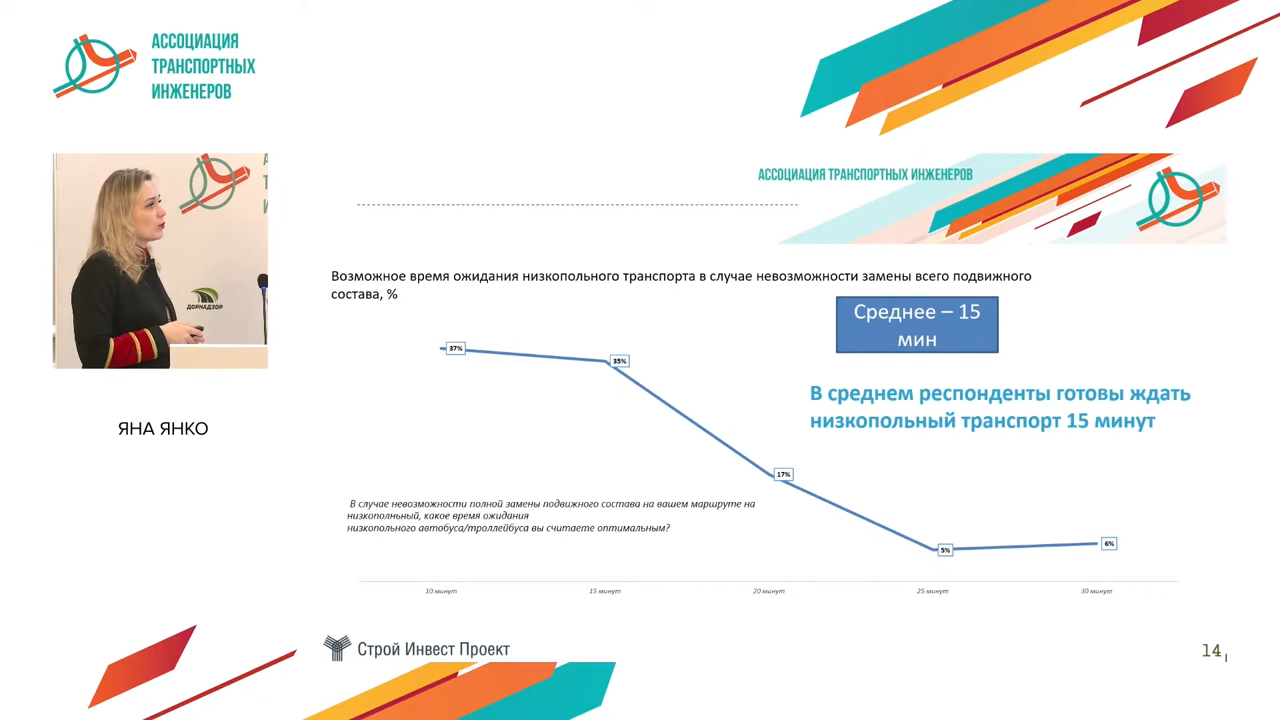 АССОЦИАЦИЯ
ТРАНСПОРТНЫХ
ИНЖЕНЕРОВ
АССОЦИАЦИЯ ТРАНСПОРТНЫХ ИНЖЕНЕРОВ
ДОРНАДЗОР
ЯНА ЯНКО
Возможное время ожидания низкопольного транспорта в случае невозможности замены всего подвижного
состава, %
Среднее – 15
мин
В среднем респонденты готовы ждать
низкопольный транспорт 15 минут
37%
35%
17%
5%
6%
В случае невозможности полной замены подвижного состава на вашем маршруте на
низкополньный, какое время ожидания
низкопольного автобуса/троллейбуса вы считаете оптимальным?
10 минут
15 минут
20 минут
25 минут
30 минут
Строй Инвест Проект
14